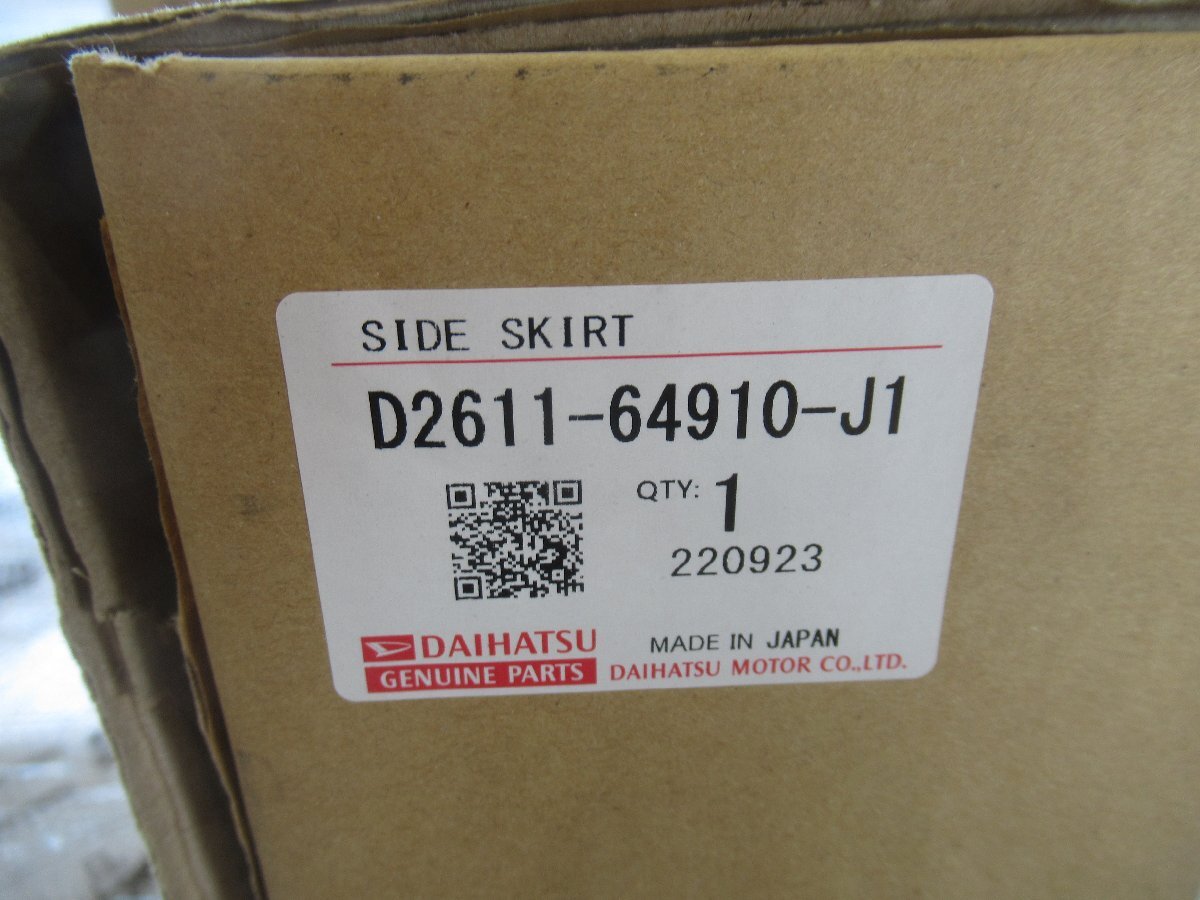 SIDE SKIRT
D2611-64910-J1
QTY: 1
220923
DAIHATSU
GENUINE PARTS
MADE IN JAPAN
DAIHATSU MOTOR CO.,LTD.